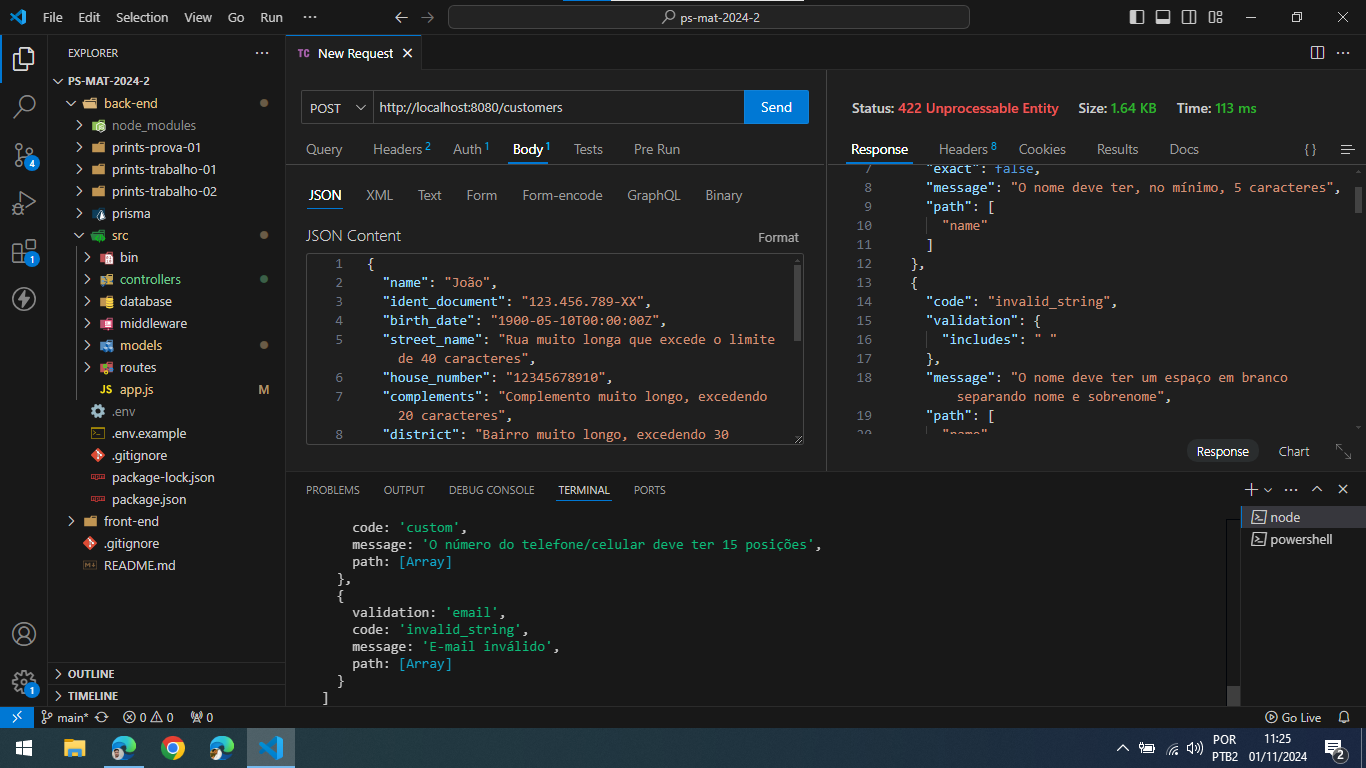 File Edit Selection View Go Run ··· ps-mat-2024-2
EXPLORER ···
PS-MAT-2024-2
back-end
node_modules
prints-prova-01
prints-trabalho-01
prints-trabalho-02
prisma
src
bin
controllers
database
middleware
models
routes
JS app.js M
.env
.env.example
.gitignore
package-lock.json
package.json
front-end
.gitignore
README.md
OUTLINE
TIMELINE
4
1
1
TC New Request
POST http://localhost:8080/customers Send
Query Headers 2 Auth 1 Body 1 Tests Pre Run
JSON XML Text Form Form-encode GraphQL Binary
JSON Content Format
1 {
2 "name": "João",
3 "ident_document": "123.456.789-XX",
4 "birth_date": "1900-05-10T00:00:00Z",
5 "street_name": "Rua muito longa que excede o limite
de 40 caracteres",
6 "house_number": "12345678910",
7 "complements": "Complemento muito longo, excedendo
20 caracteres",
8 "district": "Bairro muito longo, excedendo 30
Status: 422 Unprocessable Entity Size: 1.64 KB Time: 113 ms
Response Headers 8 Cookies Results Docs { }
7 "exact": false,
8 "message": "O nome deve ter, no mínimo, 5 caracteres",
9 "path": [
10 "name"
11 ]
12 },
13 {
14 "code": "invalid_string",
15 "validation": {
16 "includes": " "
17 },
18 "message": "O nome deve ter um espaço em branco
separando nome e sobrenome",
19 "path": [
20 "name"
Response Chart
PROBLEMS OUTPUT DEBUG CONSOLE TERMINAL PORTS ···
code: 'custom',
message: 'O número do telefone/celular deve ter 15 posições',
path: [Array]
},
{
validation: 'email',
code: 'invalid_string',
message: 'E-mail inválido',
path: [Array]
}
]
node
powershell
main* 0 0 0 Go Live
POR
PTB2
11:25
01/11/2024
2